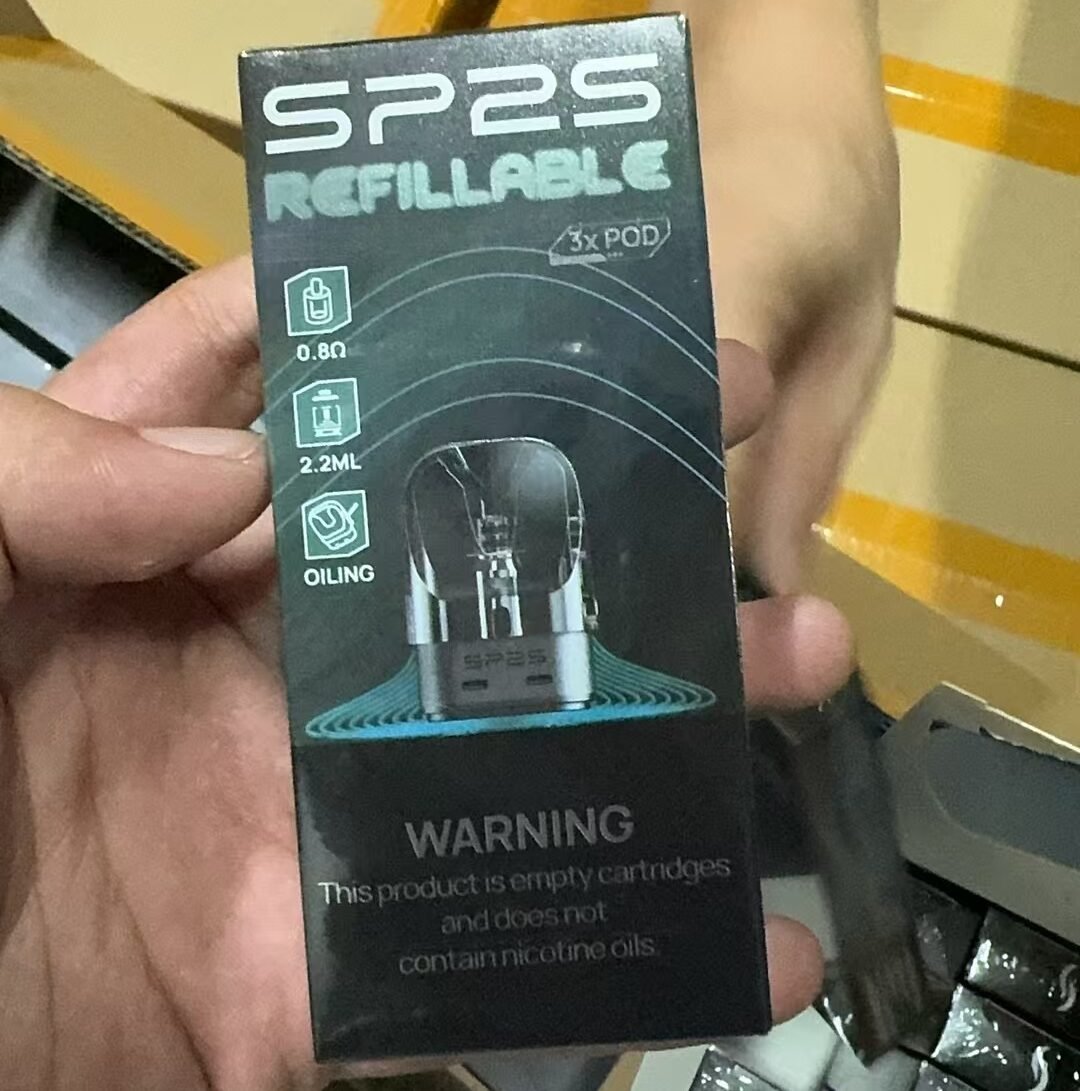 SP2S
REFILLABLE
3x POD
0.8Ω
2.2ML
OILING
SP2S
WARNING
This product is empty cartridges
and does not
contain nicotine oils.